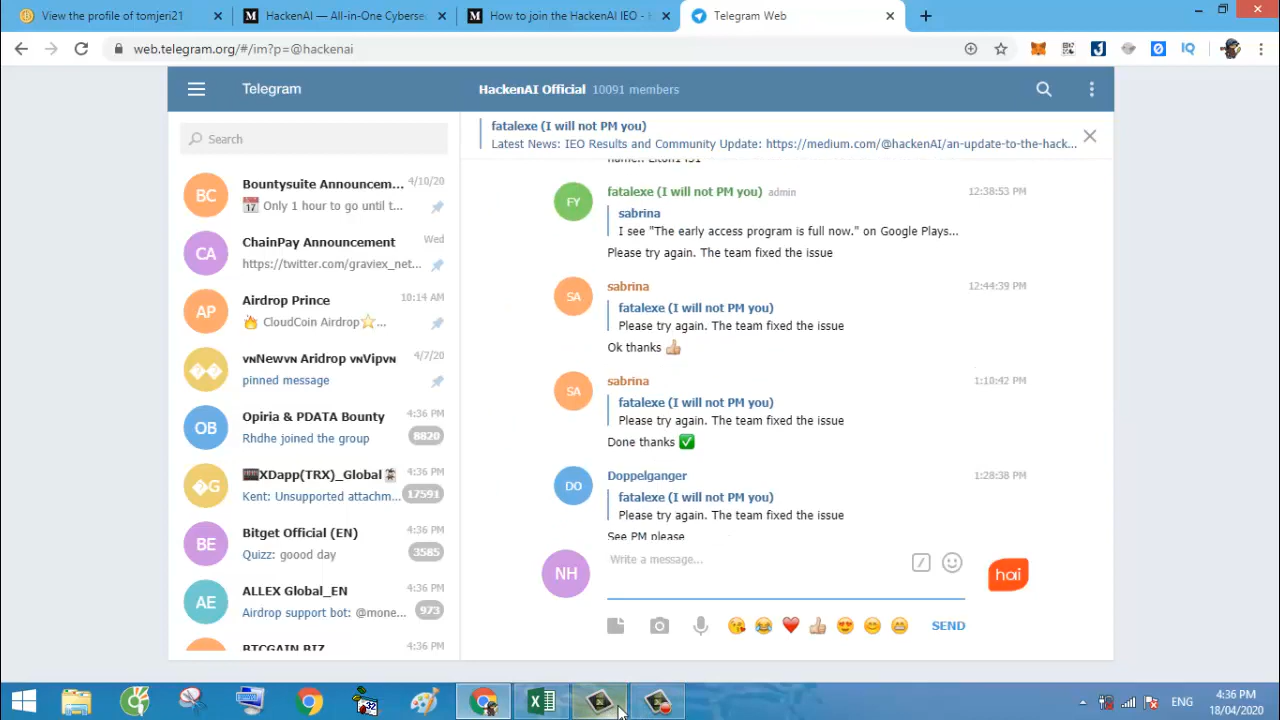 View the profile of tomjeri21
HackenAI — All-in-One Cyberse
How to join the HackenAI IEO -
Telegram Web
web.telegram.org/#/im?p=@hackenai
Telegram
HackenAI Official 10091 members
Search
Bountysuite Announcem... 4/10/20
Only 1 hour to go until t...
ChainPay Announcement Wed
https://twitter.com/graviex_net...
Airdrop Prince 10:14 AM
CloudCoin Airdrop ...
vɴNewvɴ Aridrop vɴVipvɴ 4/7/20
pinned message
Opiria & PDATA Bounty 4:36 PM
Rhdhe joined the group 8820
XDapp(TRX)_Global 4:36 PM
Kent: Unsupported attachm... 17591
Bitget Official (EN) 4:36 PM
Quizz: goood day 3585
ALLEX Global_EN 4:36 PM
Airdrop support bot: @mone... 973
BTCGAIN BIZ 4:36 PM
BC
CA
AP
OB
G
BE
AE
fatalexe (I will not PM you)
Latest News: IEO Results and Community Update: https://medium.com/@hackenAI/an-update-to-the-hack...
FY
fatalexe (I will not PM you) admin 12:38:53 PM
sabrina
I see "The early access program is full now." on Google Plays...
Please try again. The team fixed the issue
SA
sabrina 12:44:39 PM
fatalexe (I will not PM you)
Please try again. The team fixed the issue
Ok thanks 👍
SA
sabrina 1:10:42 PM
fatalexe (I will not PM you)
Please try again. The team fixed the issue
Done thanks ✅
DO
Doppelganger 1:28:38 PM
fatalexe (I will not PM you)
Please try again. The team fixed the issue
See PM please
NH
Write a message...
hai
SEND
ENG
4:36 PM
18/04/2020